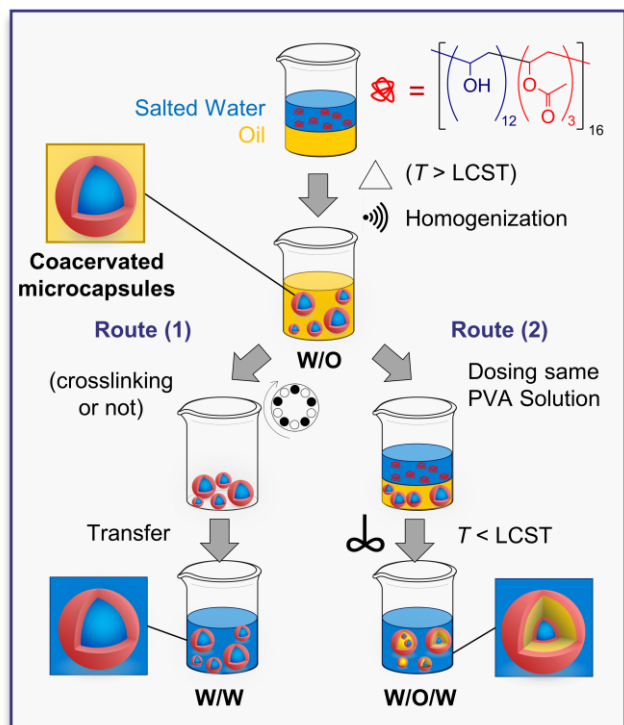 Salted Water
Oil
=
OH
12
O
O
3
16
(T > LCST)
Homogenization
Coacervated
microcapsules
W/O
Route (1)
Route (2)
(crosslinking
or not)
Dosing same
PVA Solution
Transfer
T < LCST
W/W
W/O/W